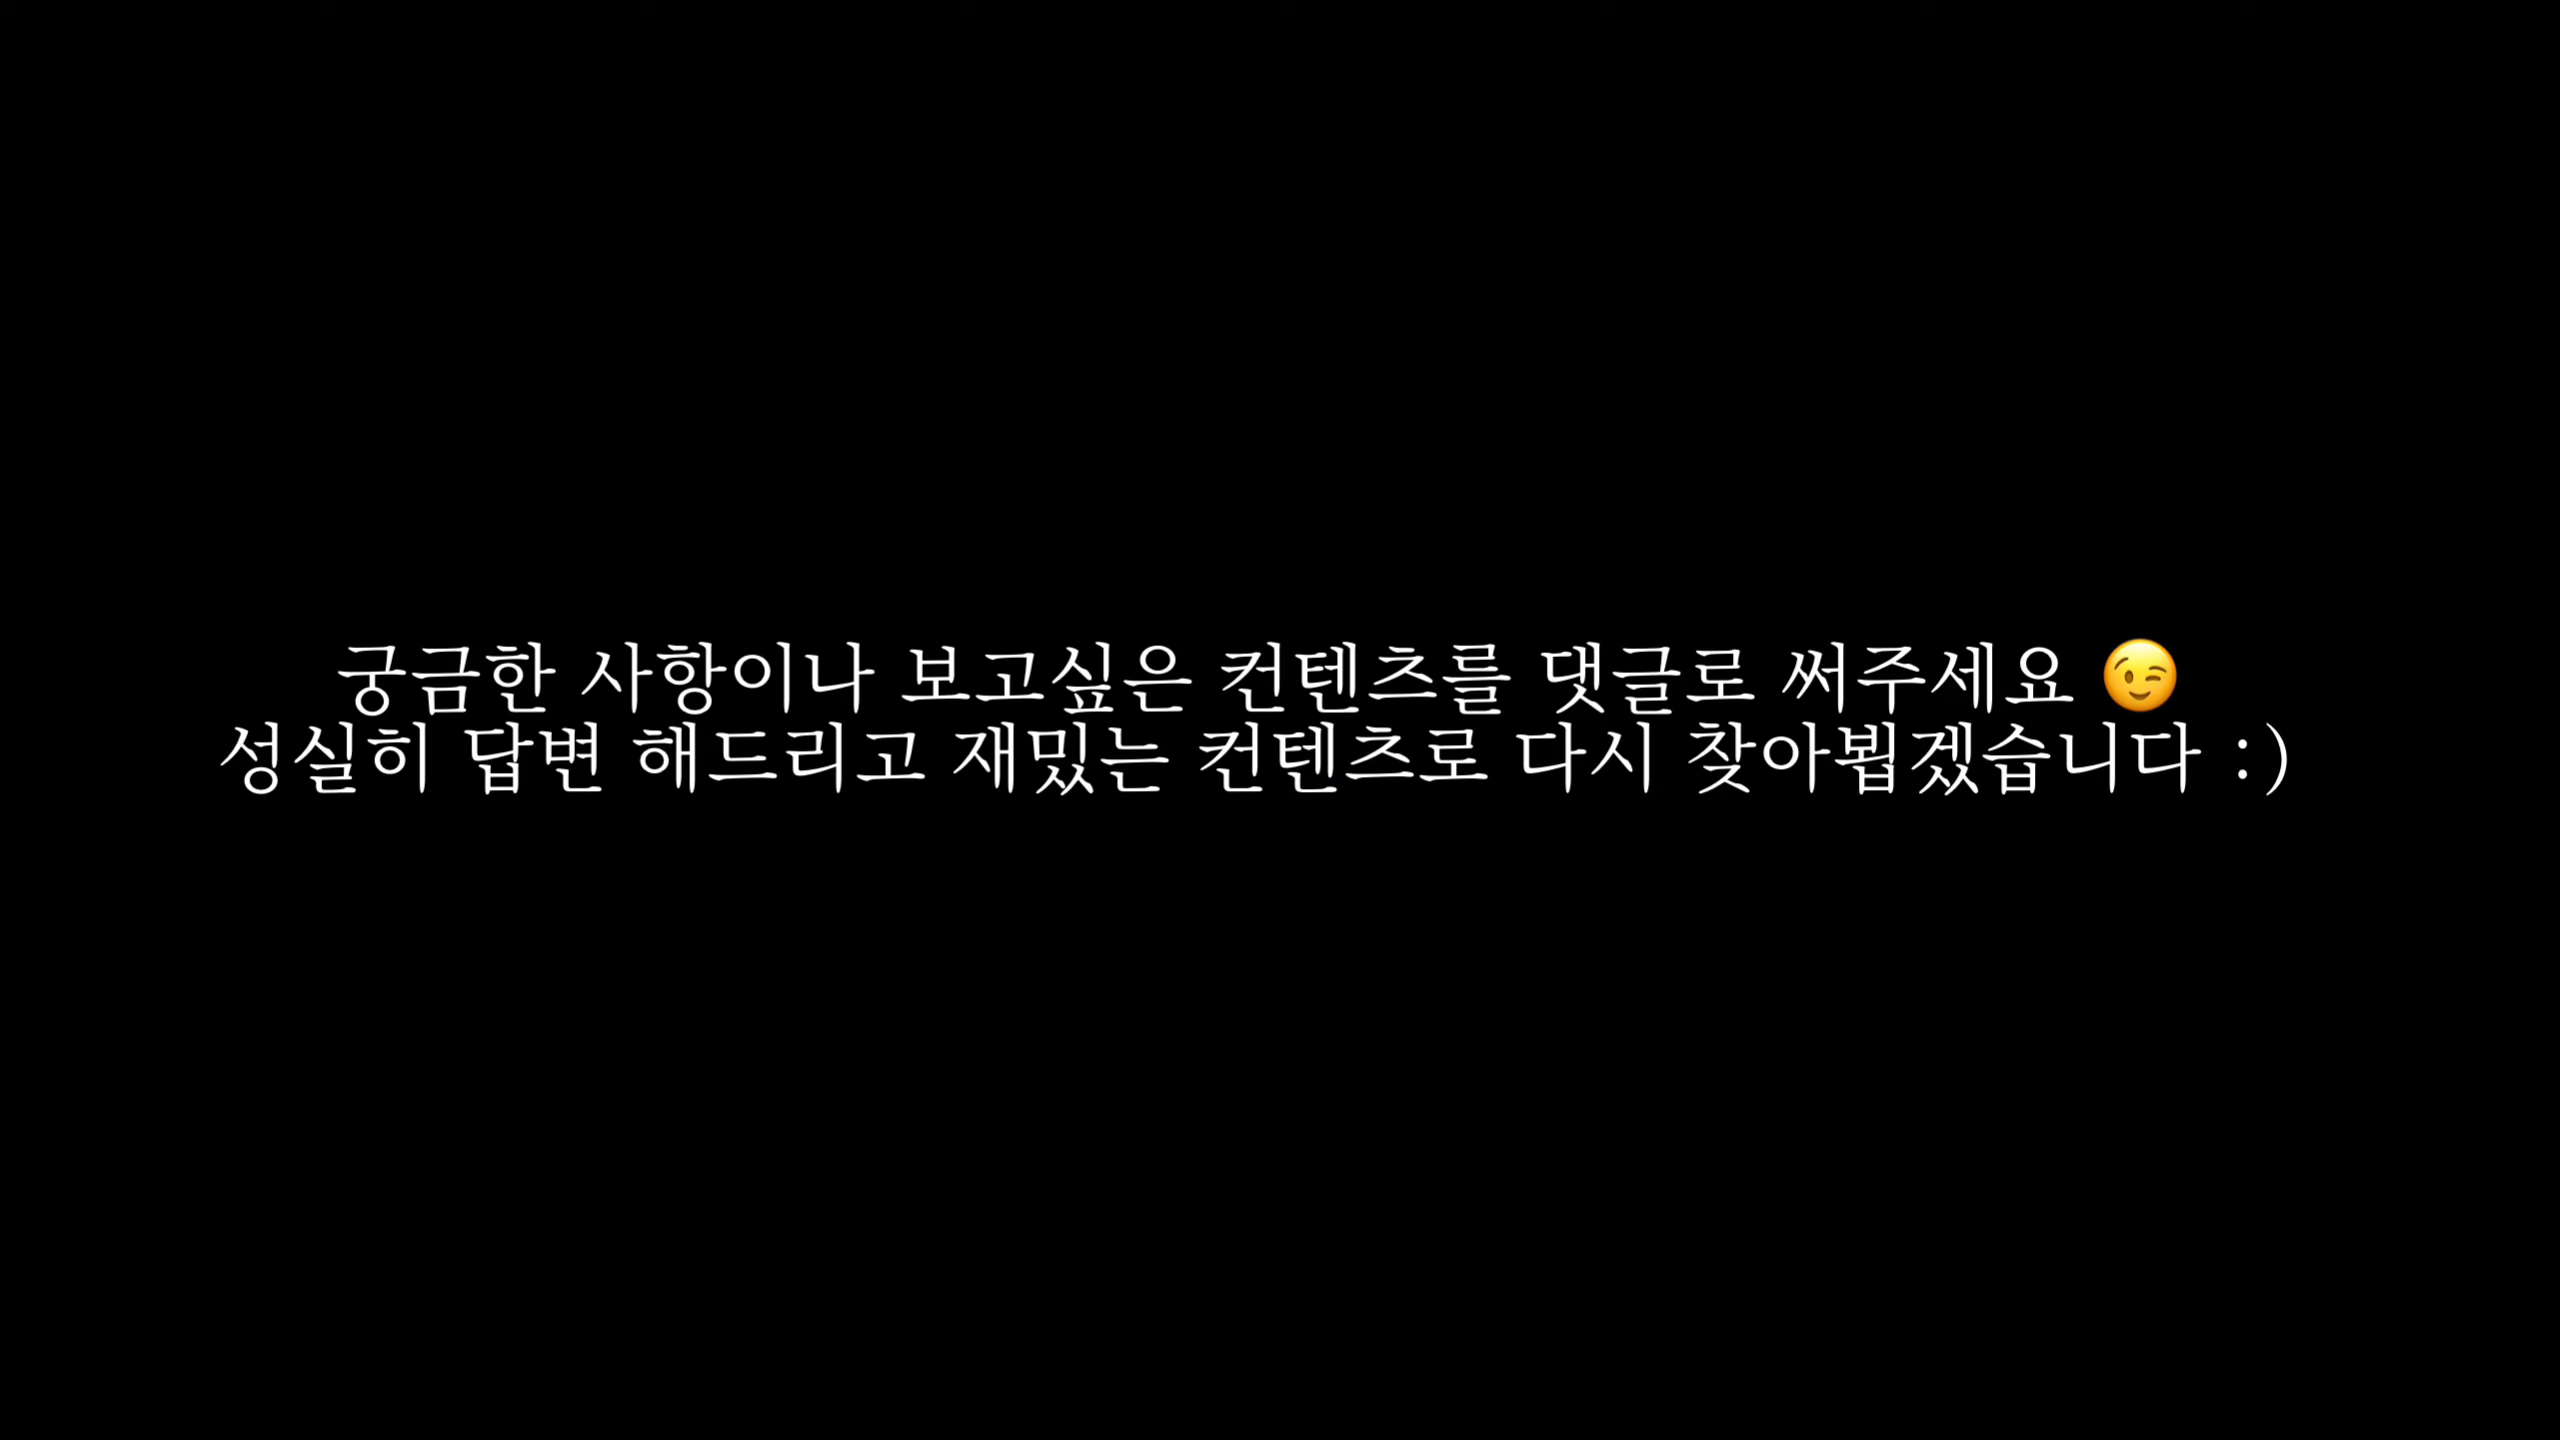 궁금한 사항이나 보고싶은 컨텐츠를 댓글로 써주세요 😉
성실히 답변 해드리고 재밌는 컨텐츠로 다시 찾아뵙겠습니다 :)